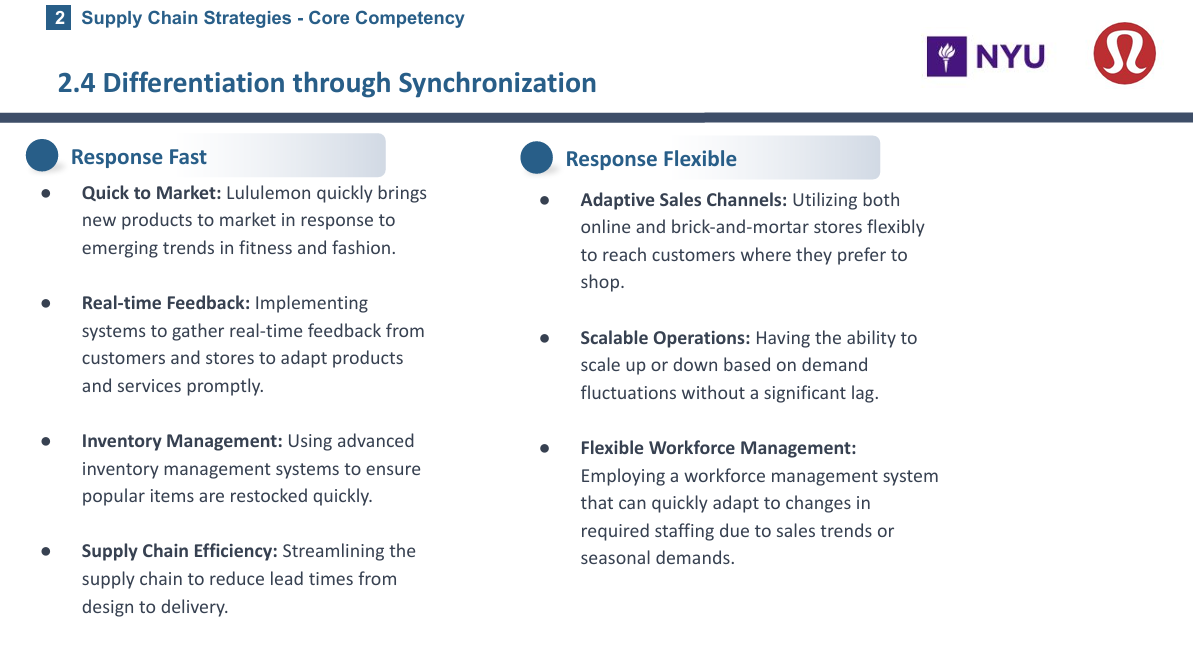 2 Supply Chain Strategies - Core Competency
NYU
2.4 Differentiation through Synchronization
Response Fast
● Quick to Market: Lululemon quickly brings
new products to market in response to
emerging trends in fitness and fashion.
● Real-time Feedback: Implementing
systems to gather real-time feedback from
customers and stores to adapt products
and services promptly.
● Inventory Management: Using advanced
inventory management systems to ensure
popular items are restocked quickly.
● Supply Chain Efficiency: Streamlining the
supply chain to reduce lead times from
design to delivery.
Response Flexible
● Adaptive Sales Channels: Utilizing both
online and brick-and-mortar stores flexibly
to reach customers where they prefer to
shop.
● Scalable Operations: Having the ability to
scale up or down based on demand
fluctuations without a significant lag.
● Flexible Workforce Management:
Employing a workforce management system
that can quickly adapt to changes in
required staffing due to sales trends or
seasonal demands.